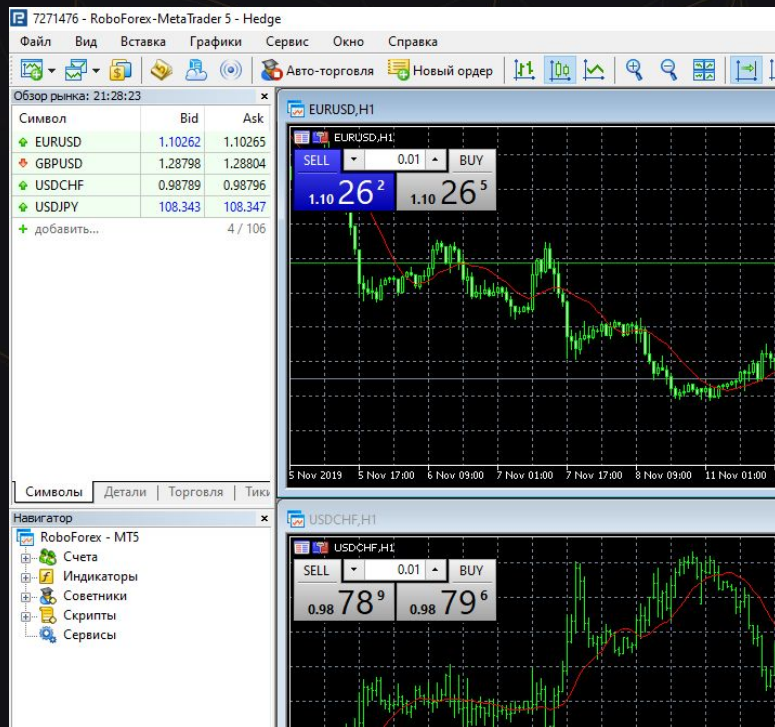 7271476 - RoboForex-MetaTrader 5 - Hedge
Файл Вид Вставка Графики Сервис Окно Справка
Авто-торговля Новый ордер
Обзор рынка: 21:28:23
Символ Bid Ask
EURUSD 1.10262 1.10265
GBPUSD 1.28798 1.28804
USDCHF 0.98789 0.98796
USDJPY 108.343 108.347
+ добавить... 4 / 106
Символы Детали Торговля Тики
Навигатор
RoboForex - MT5
Счета
Индикаторы
Советники
Скрипты
Сервисы
EURUSD,H1
EURUSD,H1
SELL 0.01 BUY
1.10 26 2 1.10 26 5
5 Nov 2019 5 Nov 17:00 6 Nov 09:00 7 Nov 01:00 7 Nov 17:00 8 Nov 09:00 11 Nov 01:00
USDCHF,H1
USDCHF,H1
SELL 0.01 BUY
0.98 78 9 0.98 79 6